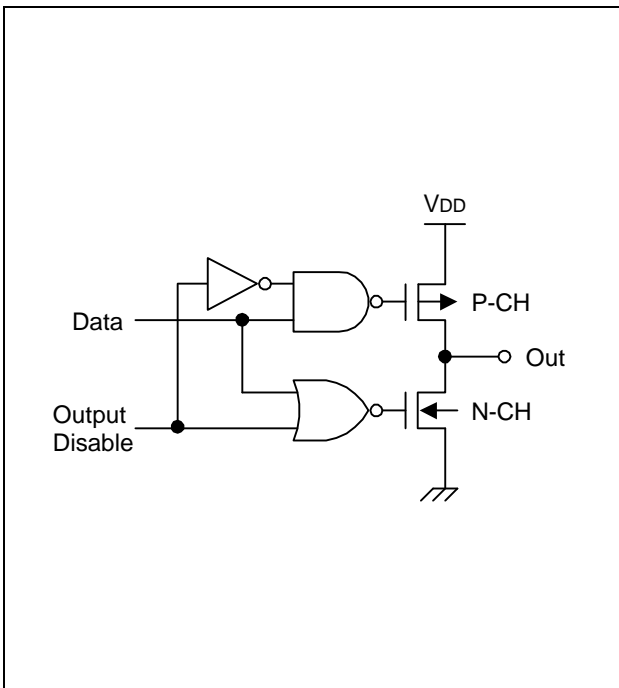 VDD
P-CH
Data
Out
Output
Disable
N-CH